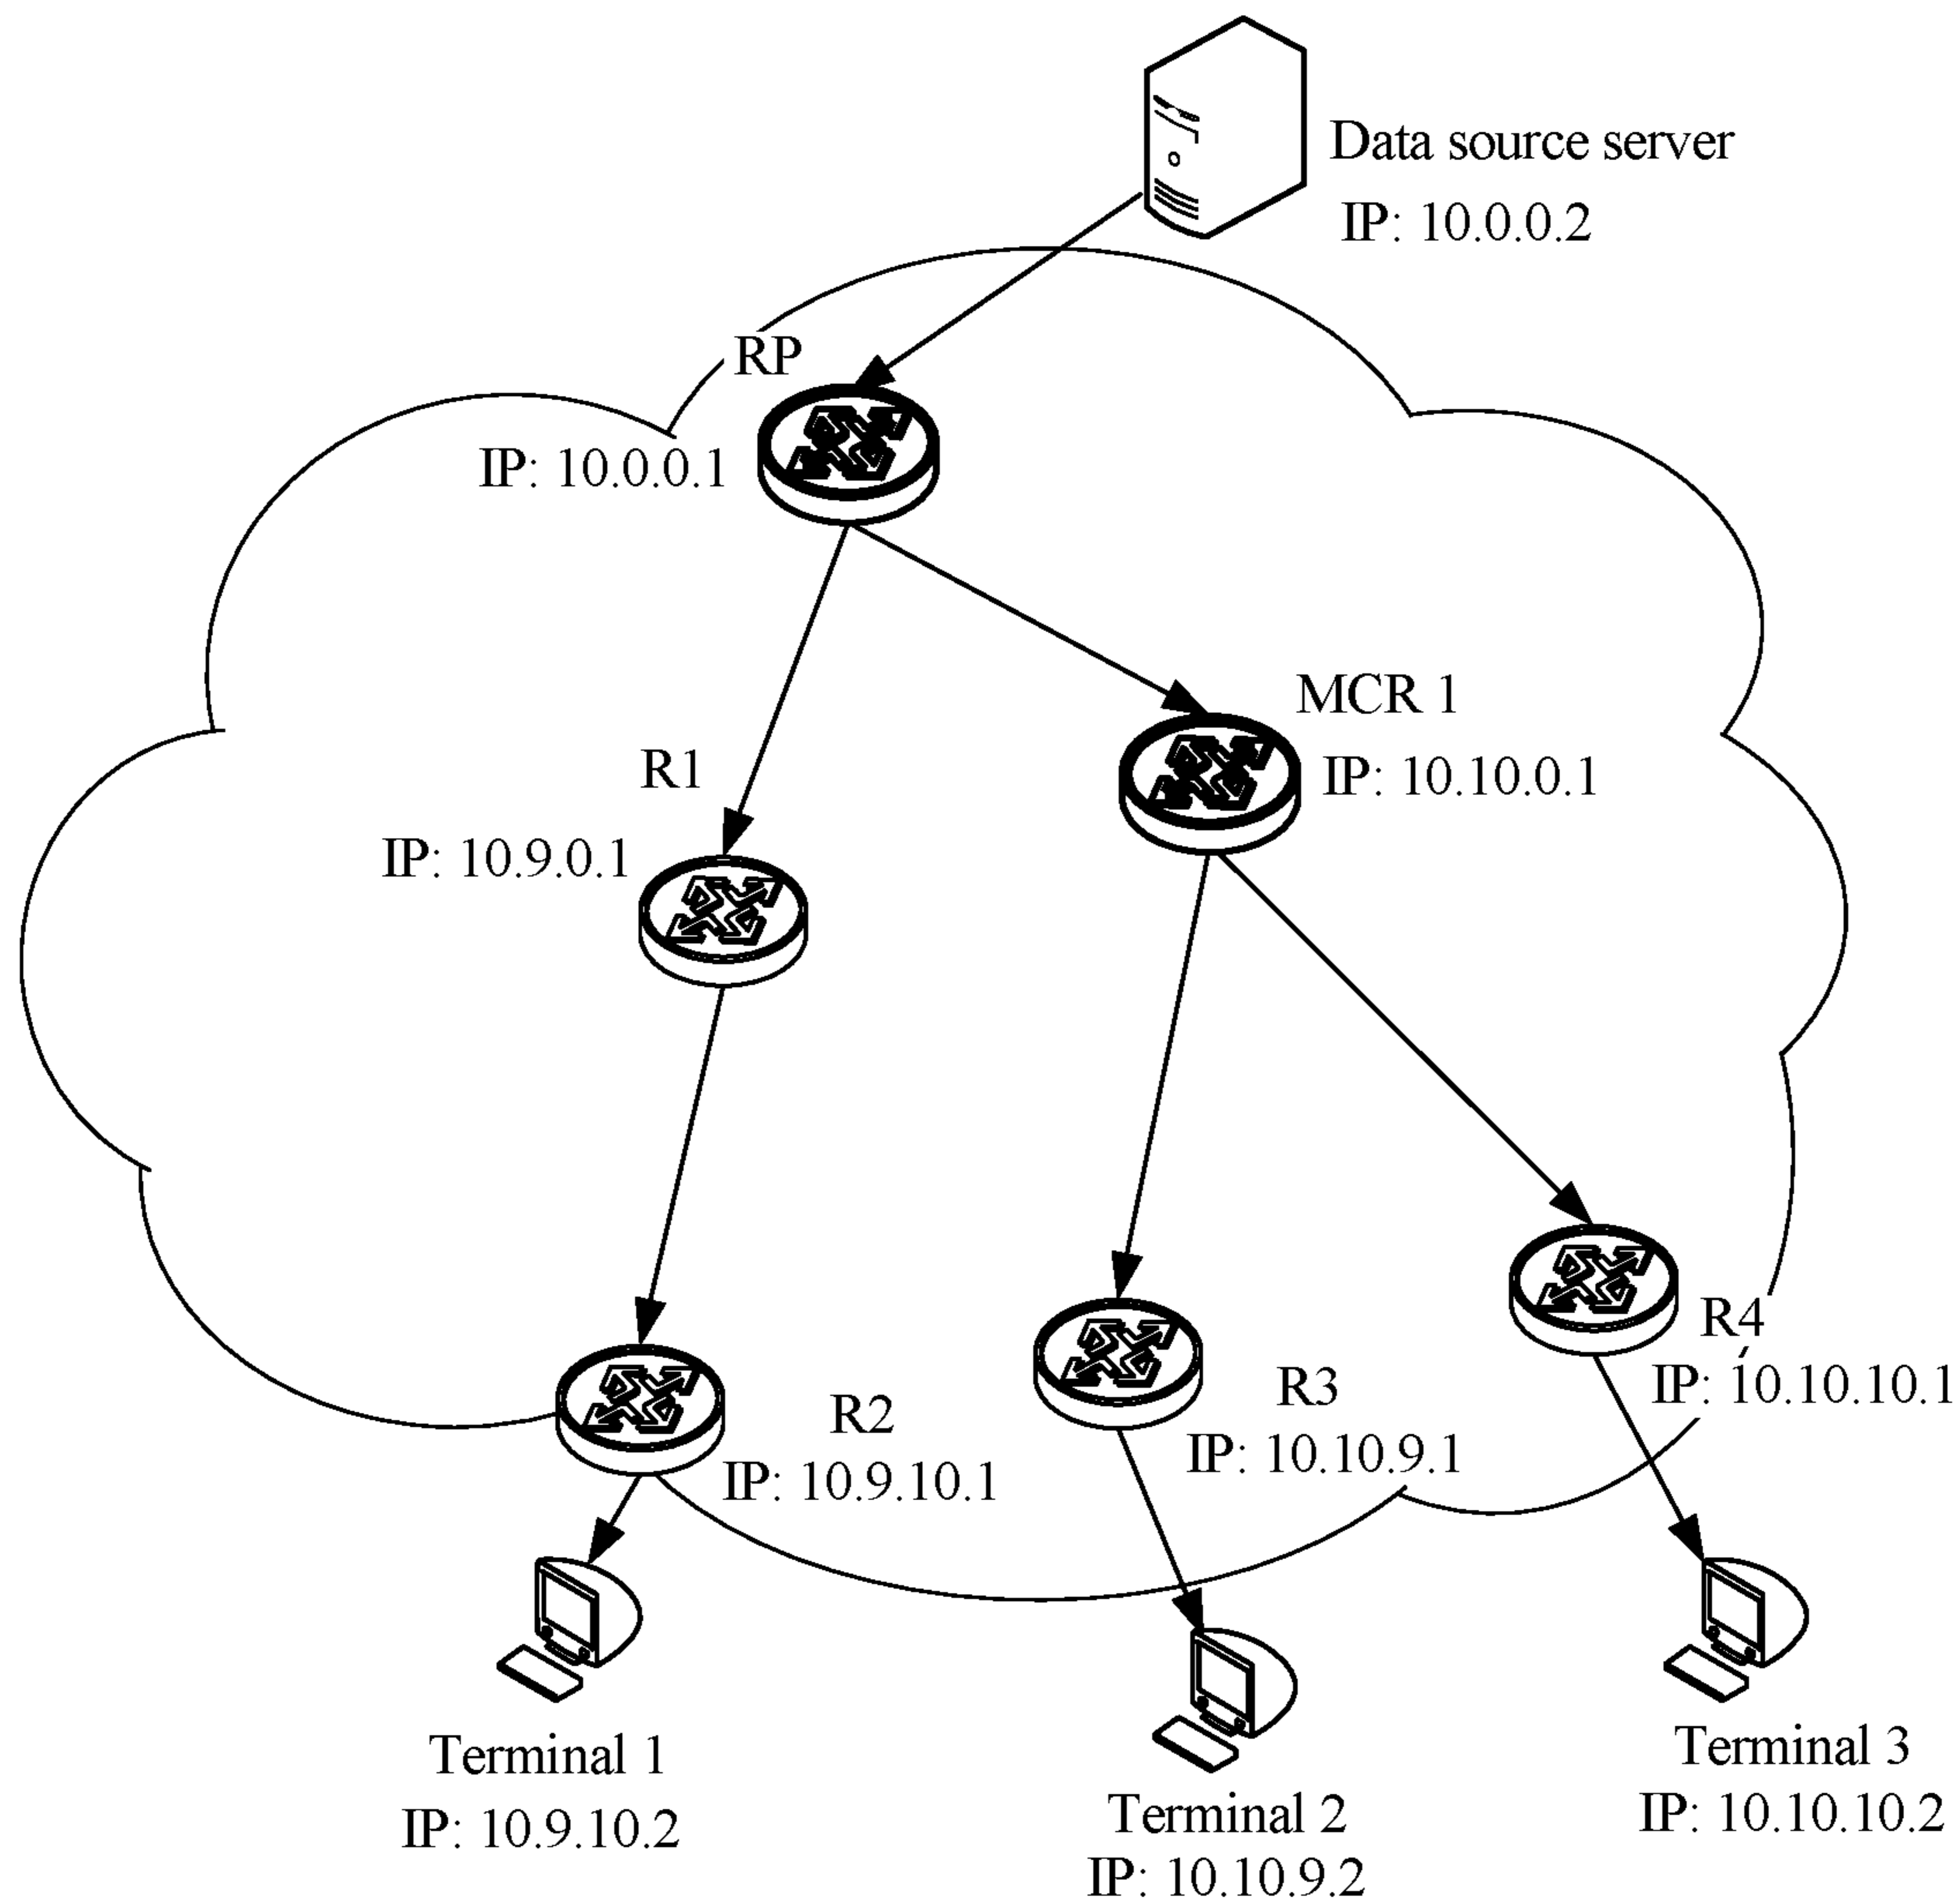 Data source server
IP: 10.0.0.2
RP
IP: 10.0.0.1
MCR 1
IP: 10.10.0.1
R1
IP: 10.9.0.1
R4
IP: 10.10.10.1
R3
IP: 10.10.9.1
R2
IP: 10.9.10.1
Terminal 1
IP: 10.9.10.2
Terminal 2
IP: 10.10.9.2
Terminal 3
IP: 10.10.10.2